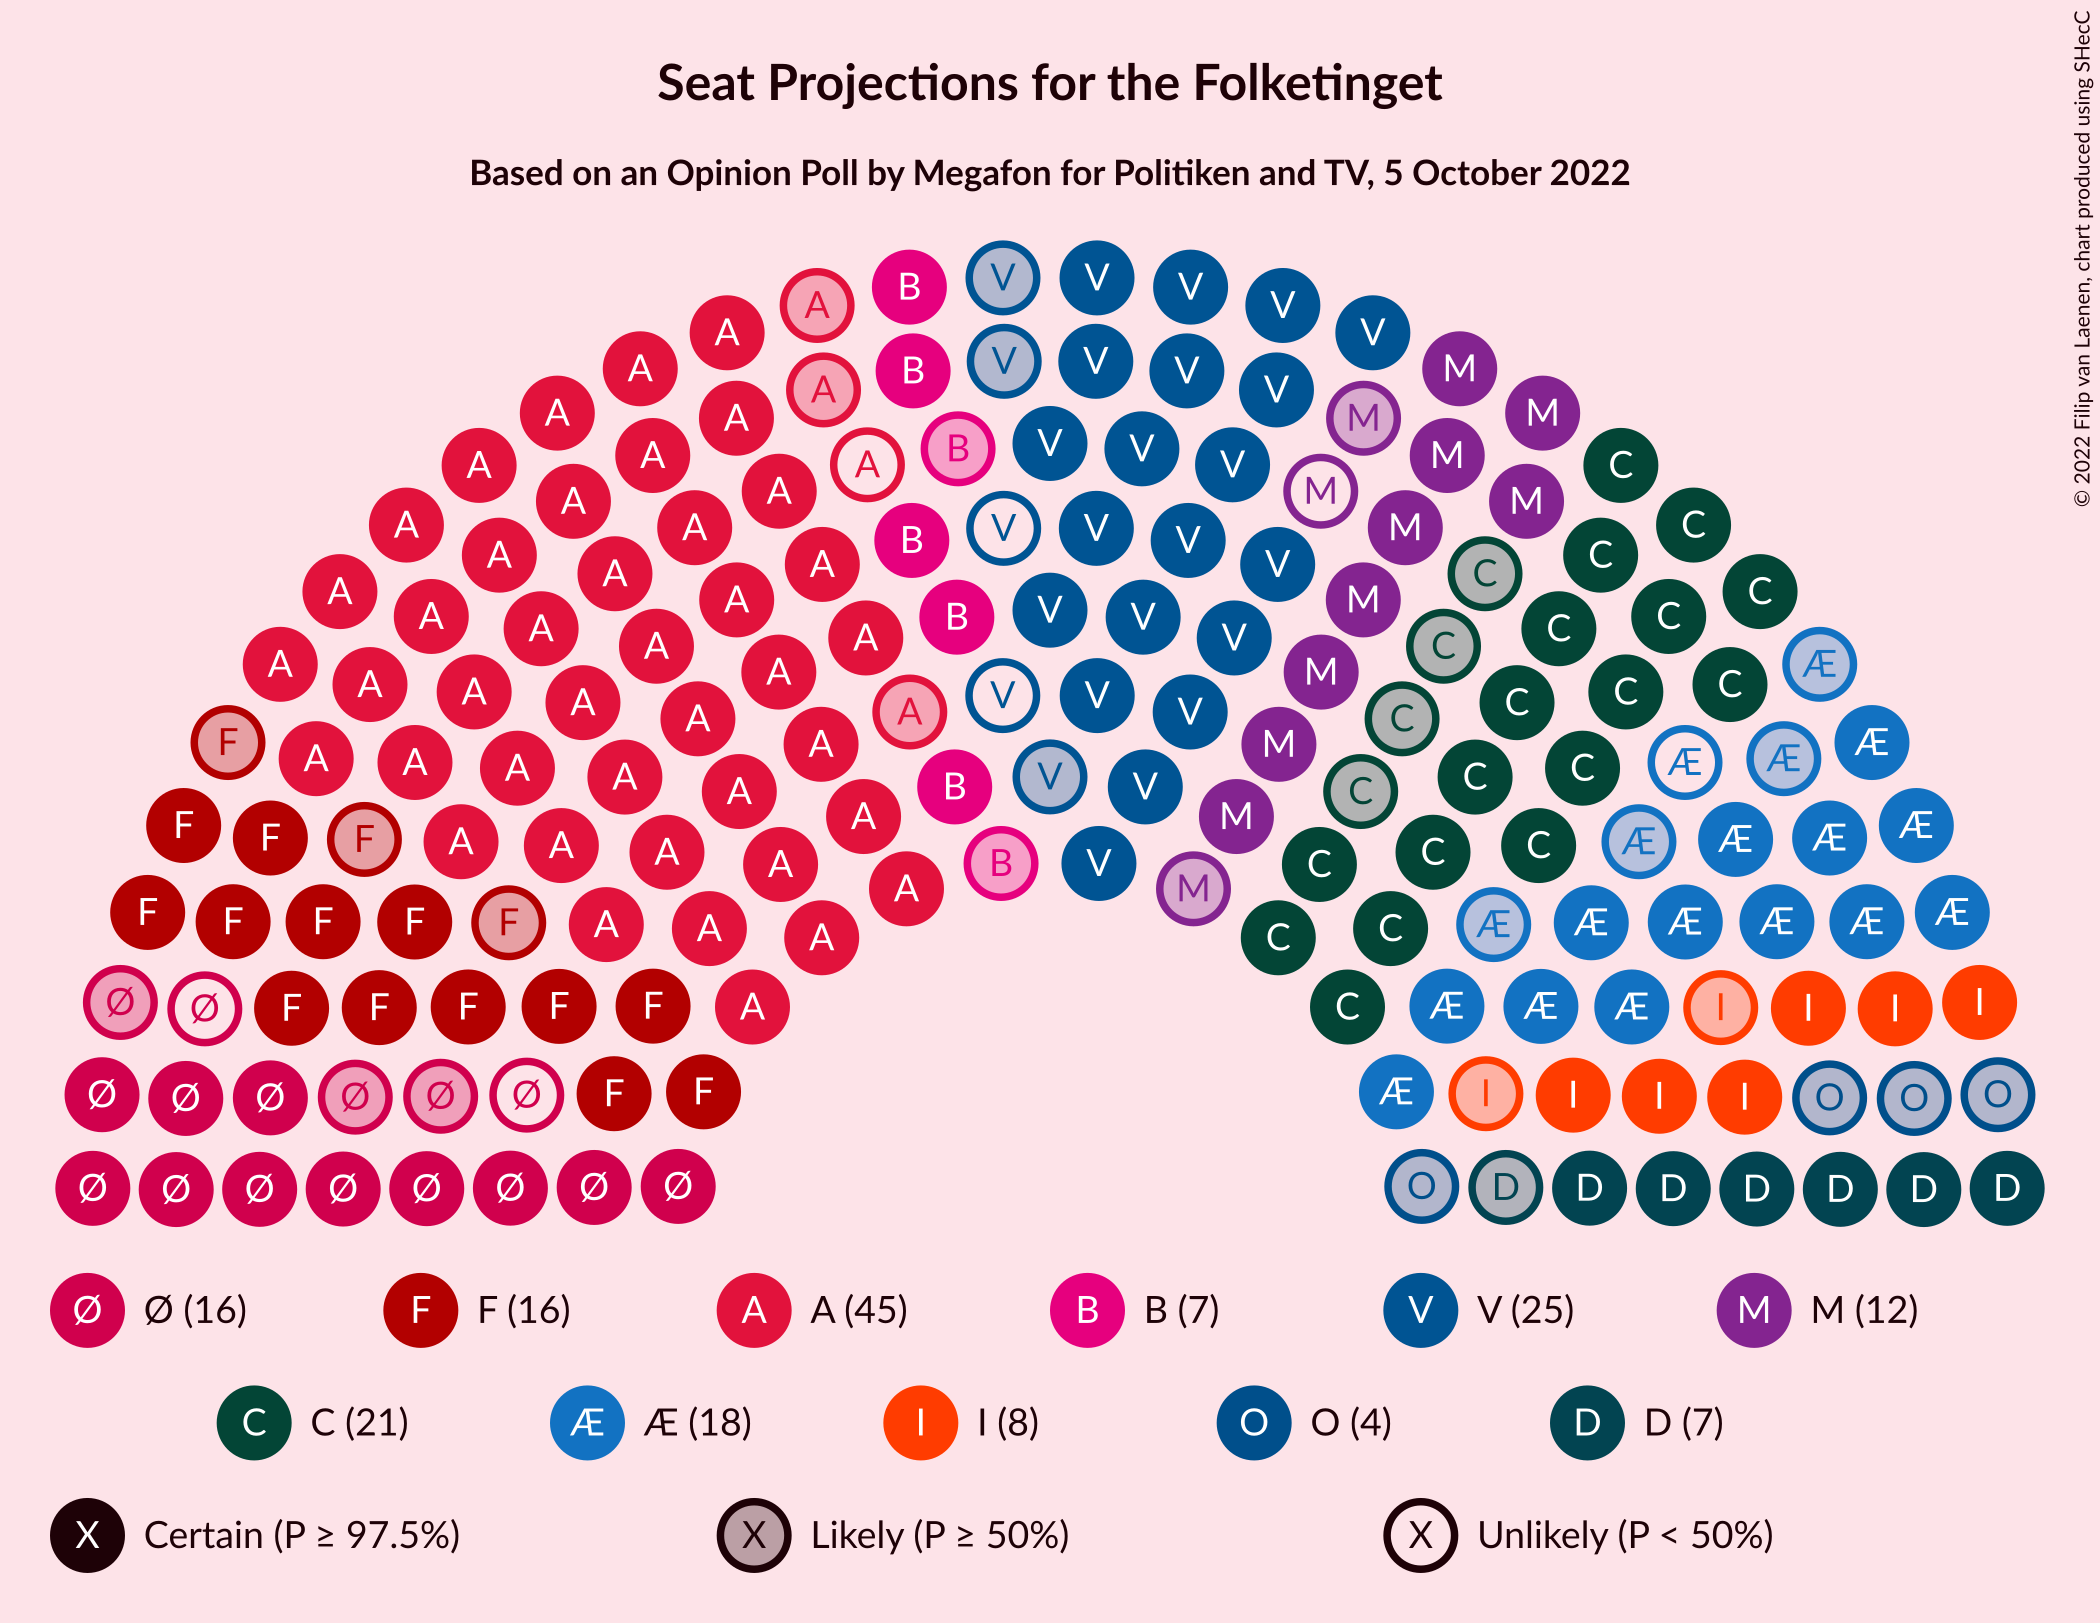 © 2022 Filip van Laenen, chart produced using SHecC
Seat Projections for the Folketinget
Based on an Opinion Poll by Megafon for Politiken and TV, 5 October 2022
A B V V V V
A V
A A B V V V V M
A A M M
A A A B V V V M C
A A M M
A A B V V V M C
A A A V C C
A A A B V V M C C
A A A V C C
A A A A V V M C C Æ
A A A V C C
F A A A A M C Æ Æ Æ
A A B V V C C
F F F A A M Æ Æ Æ Æ
A A A B V C C C
A M
F F F F F A A A C C Æ Æ Æ Æ Æ Æ
Ø Ø F F F F F A C Æ Æ Æ I I I I
Ø Ø Ø Ø Ø Ø F F Æ I I I I O O O
Ø Ø Ø Ø Ø Ø Ø Ø O D D D D D D D
Ø Ø (16) F F (16) A A (45) B B (7) V V (25) M M (12)
C C (21) Æ Æ (18) I I (8) O O (4) D D (7)
X Certain (P ≥ 97.5%) X Likely (P ≥ 50%) X Unlikely (P < 50%)